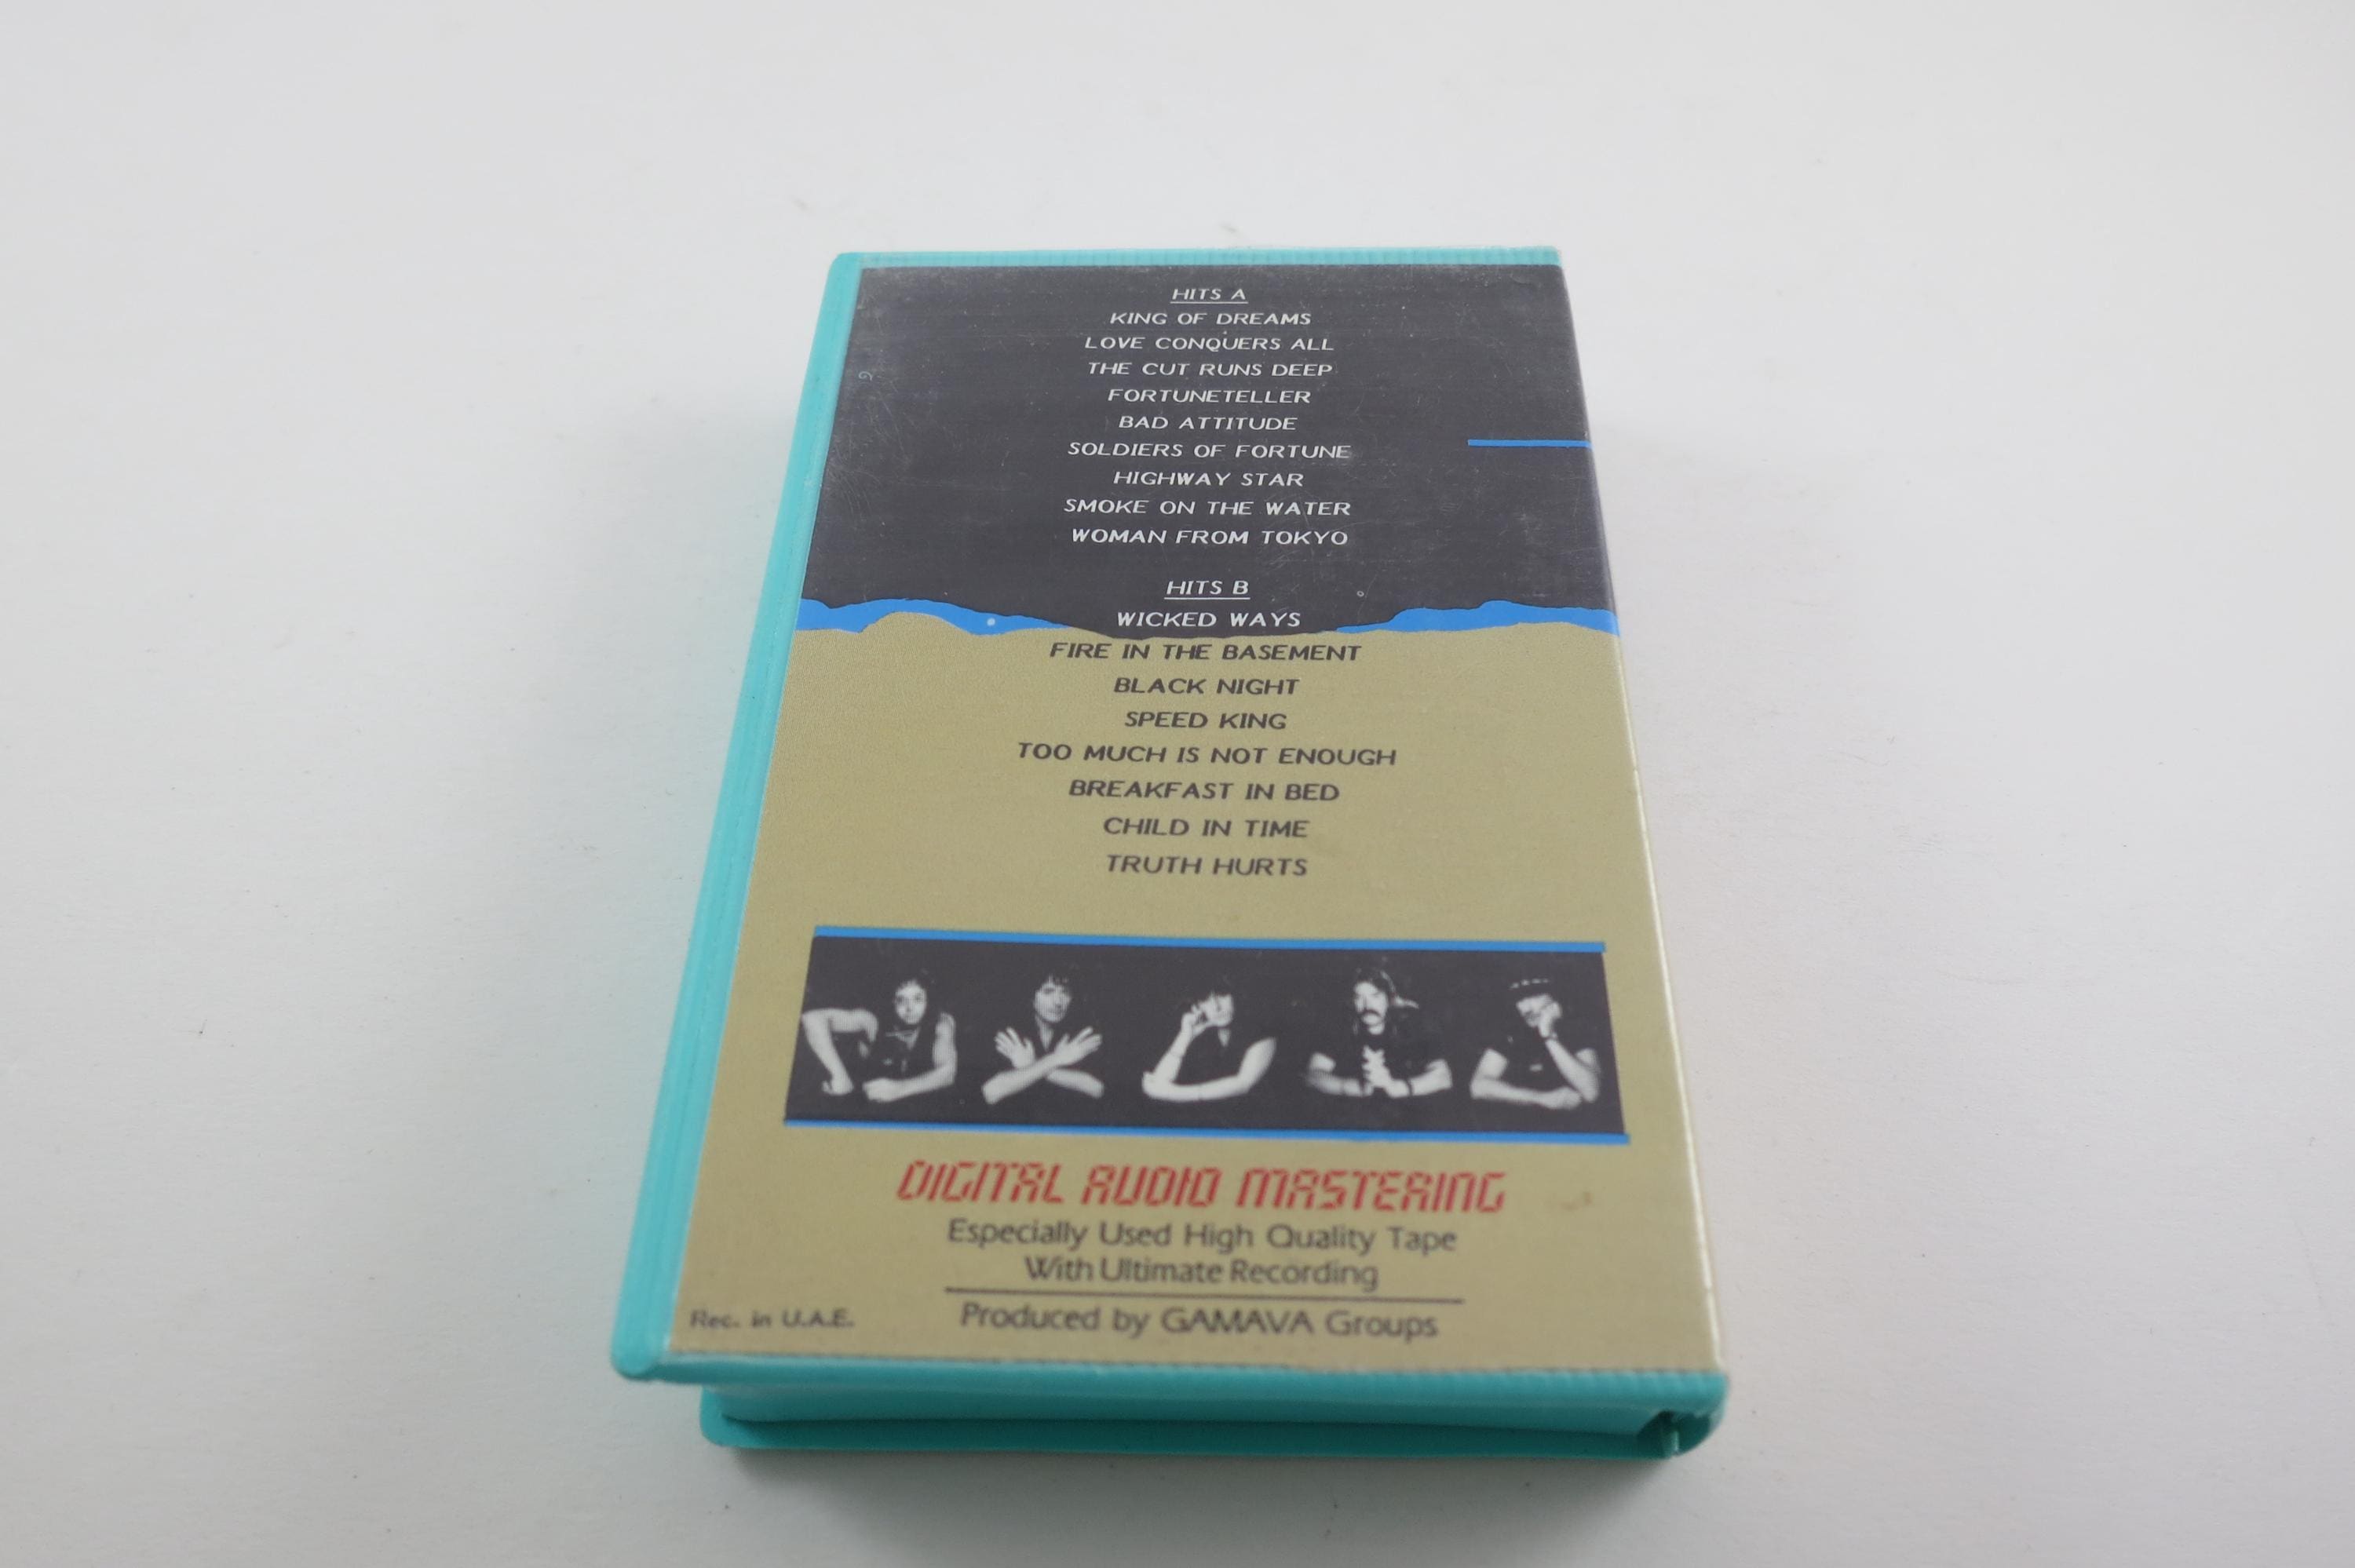 HITS A
KING OF DREAMS
LOVE CONQUERS ALL
THE CUT RUNS DEEP
FORTUNETELLER
BAD ATTITUDE
SOLDIERS OF FORTUNE
HIGHWAY STAR
SMOKE ON THE WATER
WOMAN FROM TOKYO
HITS B
WICKED WAYS
FIRE IN THE BASEMENT
BLACK NIGHT
SPEED KING
TOO MUCH IS NOT ENOUGH
BREAKFAST IN BED
CHILD IN TIME
TRUTH HURTS
DIGITAL AUDIO MASTERING
Especially Used High Quality Tape
With Ultimate Recording
Produced by GAMAVA Groups
Rec. in U.A.E.